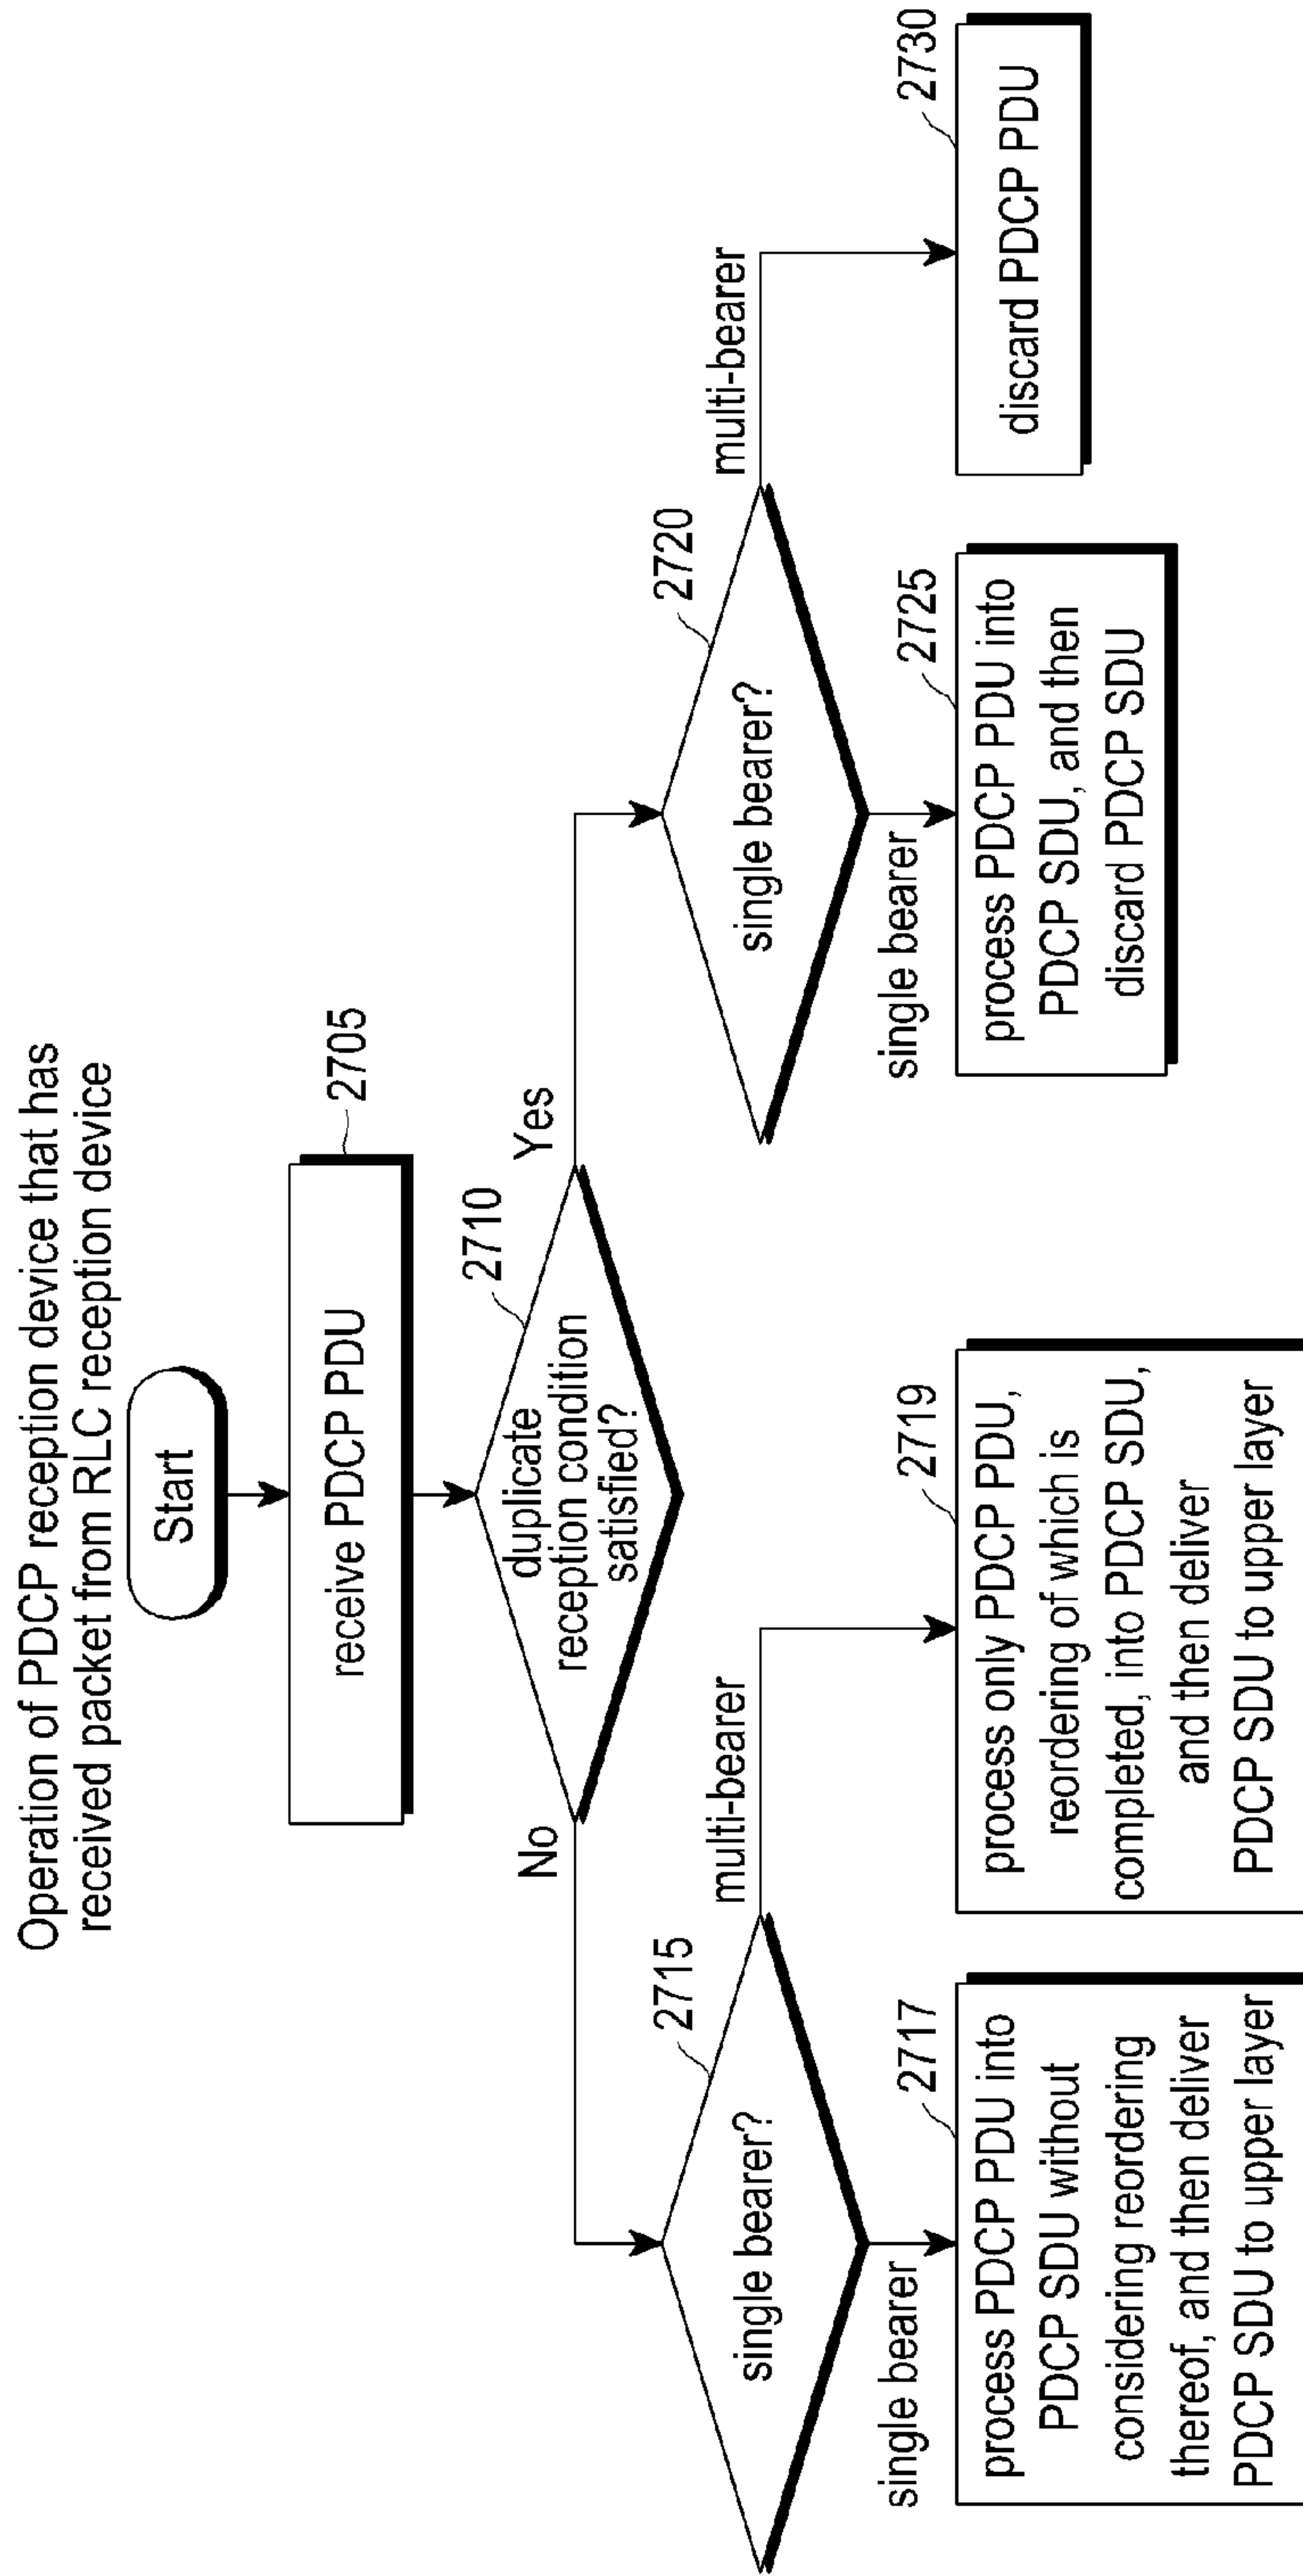 Operation of PDCP reception device that has
received packet from RLC reception device
Start
2705
receive PDCP PDU
2710
duplicate
reception condition
satisfied?
No
Yes
2715
single bearer?
multi-bearer
single bearer
2720
single bearer?
multi-bearer
single bearer
2717
process PDCP PDU into
PDCP SDU without
considering reordering
thereof, and then deliver
PDCP SDU to upper layer
2719
process only PDCP PDU,
reordering of which is
completed, into PDCP SDU,
and then deliver
PDCP SDU to upper layer
2725
process PDCP PDU into
PDCP SDU, and then
discard PDCP SDU
2730
discard PDCP PDU